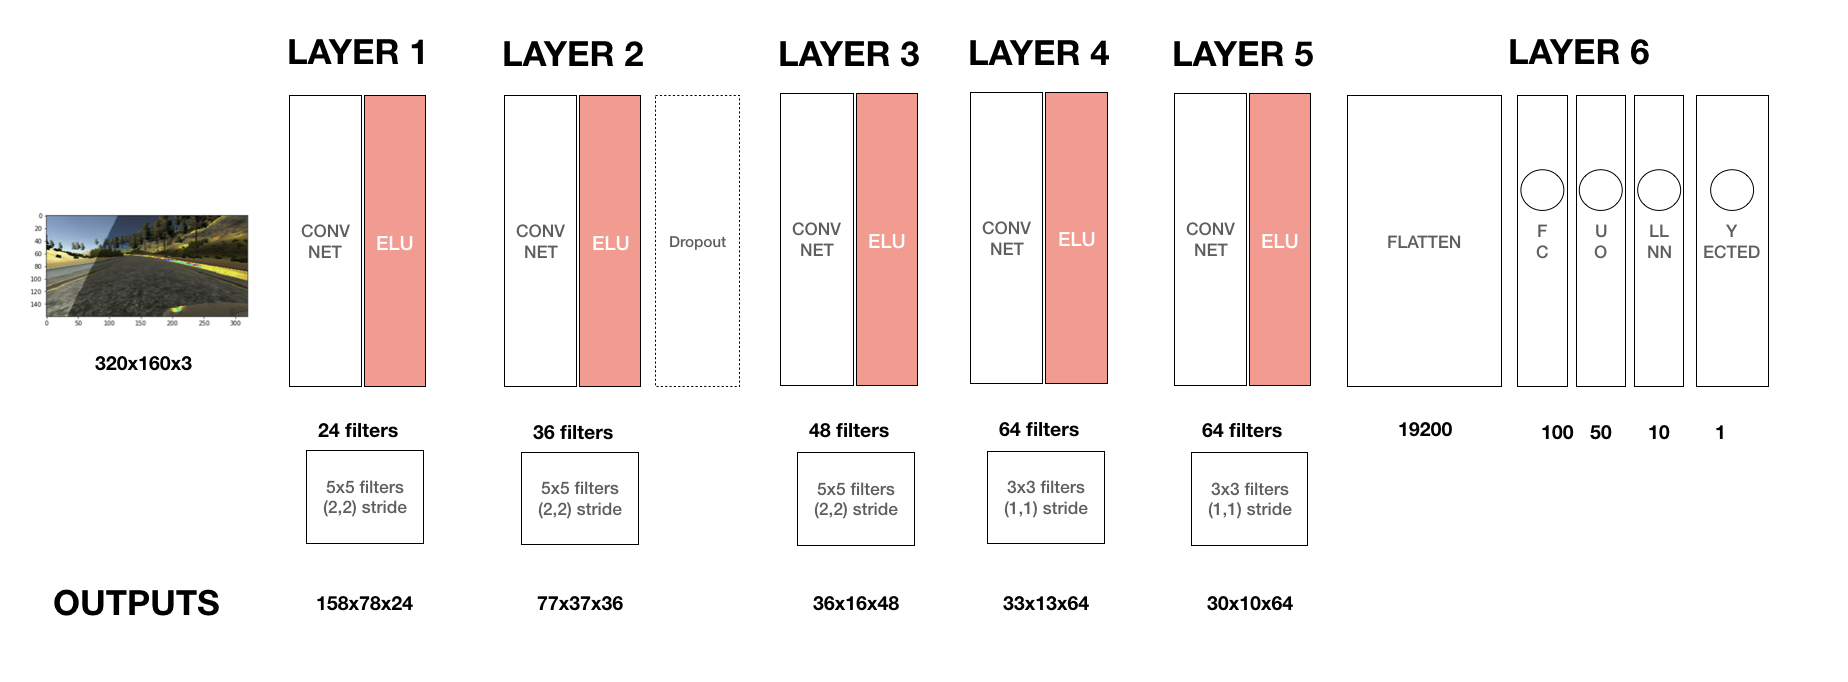 LAYER 1
LAYER 2
LAYER 3
LAYER 4
LAYER 5
LAYER 6
0
20
40
60
80
100
120
140
0
50
100
150
200
250
300
320x160x3
CONV
NET
ELU
CONV
NET
ELU
Dropout
CONV
NET
ELU
CONV
NET
ELU
CONV
NET
ELU
FLATTEN
F
C
U
O
LL
NN
Y
ECTED
24 filters
36 filters
48 filters
64 filters
64 filters
19200
100
50
10
1
5x5 filters
(2,2) stride
5x5 filters
(2,2) stride
5x5 filters
(2,2) stride
3x3 filters
(1,1) stride
3x3 filters
(1,1) stride
OUTPUTS
158x78x24
77x37x36
36x16x48
33x13x64
30x10x64